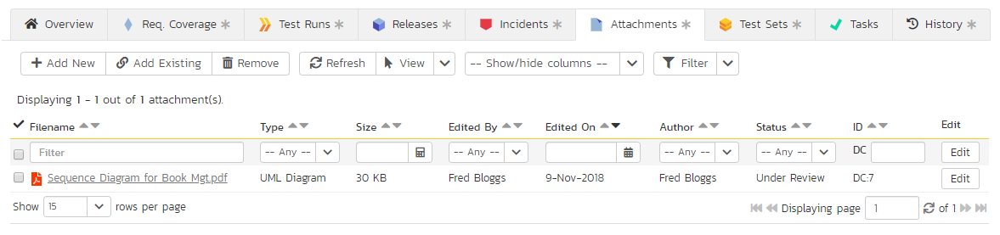 Overview Req. Coverage Test Runs Releases Incidents Attachments Test Sets Tasks History
Add New Add Existing Remove Refresh View -- Show/hide columns -- Filter
Displaying 1 - 1 out of 1 attachment(s).
Filename Type Size Edited By Edited On Author Status ID Edit
Filter -- Any -- -- Any -- -- Any -- -- Any -- DC Edit
Sequence Diagram for Book Mgt.pdf UML Diagram 30 KB Fred Bloggs 9-Nov-2018 Fred Bloggs Under Review DC:7 Edit
Show 15 rows per page Displaying page 1 of 1